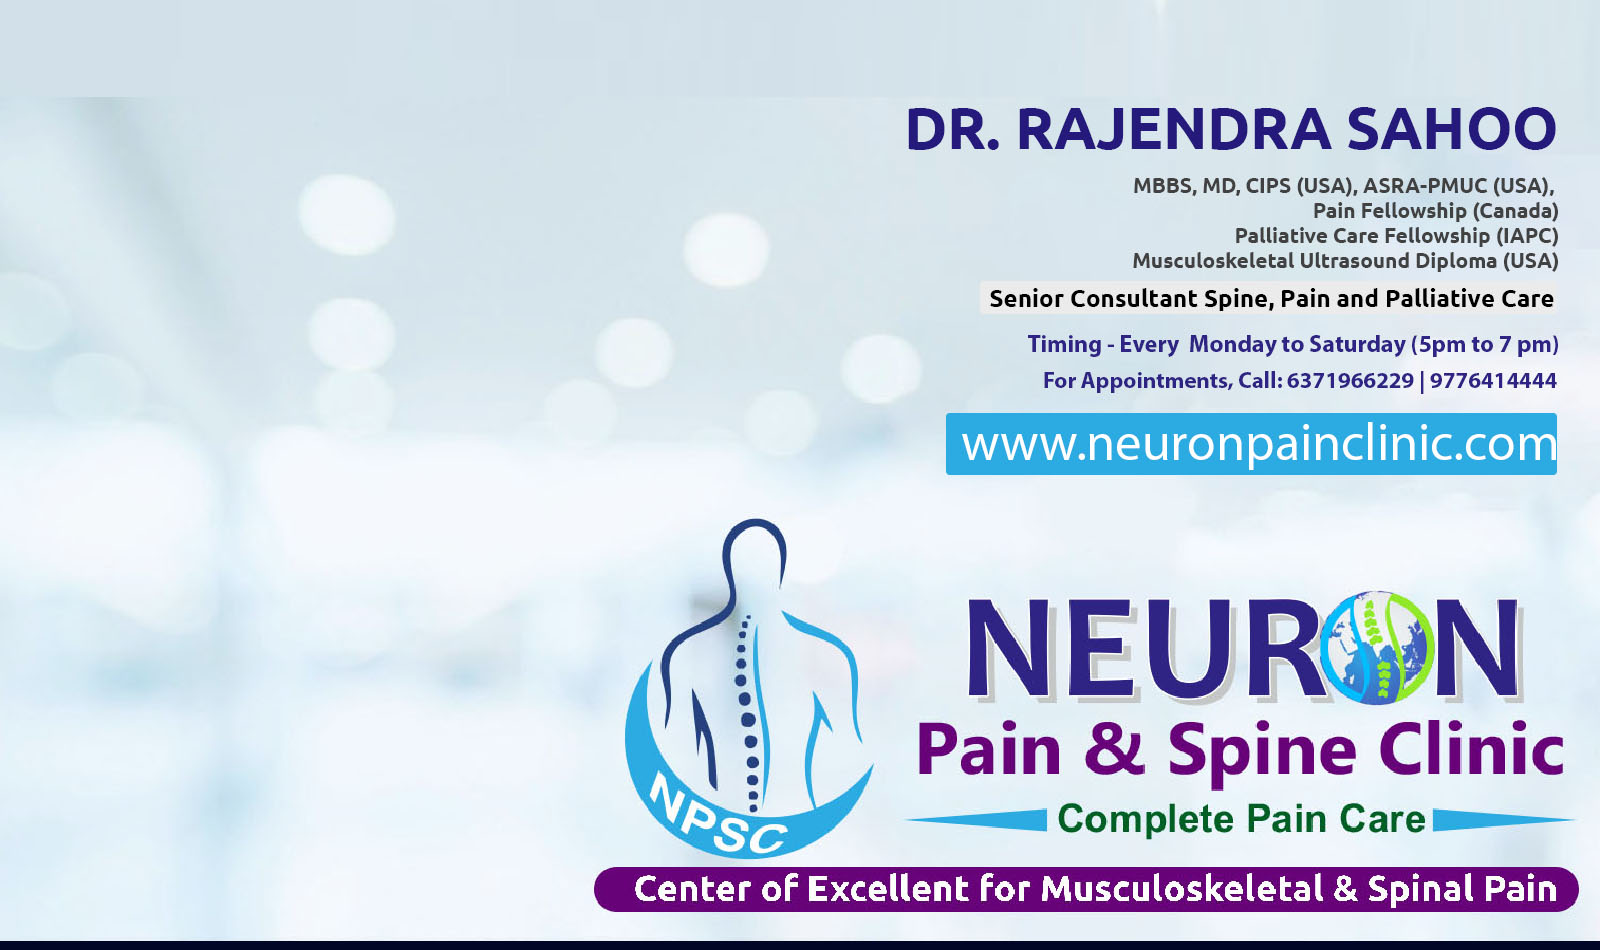 DR. RAJENDRA SAHOO
MBBS, MD, CIPS (USA), ASRA-PMUC (USA),
Pain Fellowship (Canada)
Palliative Care Fellowship (IAPC)
Musculoskeletal Ultrasound Diploma (USA)
Senior Consultant Spine, Pain and Palliative Care
Timing - Every Monday to Saturday (5pm to 7 pm)
For Appointments, Call: 6371966229 | 9776414444
www.neuronpainclinic.com
NPSC
NEURON
Pain & Spine Clinic
Complete Pain Care
Center of Excellent for Musculoskeletal & Spinal Pain